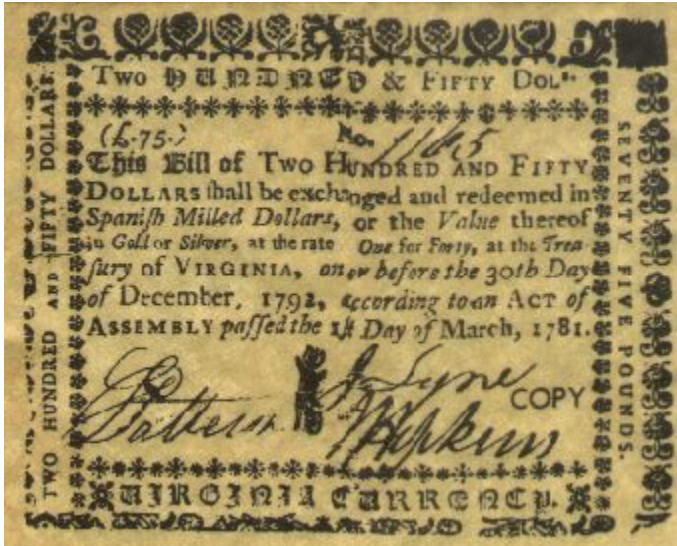 Two HUNDRED & FIFTY DOLrs.
(£.75.)
No. 11865
This Bill of Two HUNDRED AND FIFTY
DOLLARS ſhall be exchanged and redeemed in
Spaniſh Milled Dollars, or the Value thereof
in Gold or Silver, at the rate One for Forty, at the Trea-
ſury of VIRGINIA, on or before the 30th Day
of December, 1792, according to an ACT of
ASSEMBLY paſſed the 1ſt Day of March, 1781.
J. Lyne
COPY
Hopkins
VIRGINIA CURRENCY.
TWO HUNDRED AND FIFTY DOLLARS.
SEVENTY FIVE POUNDS.